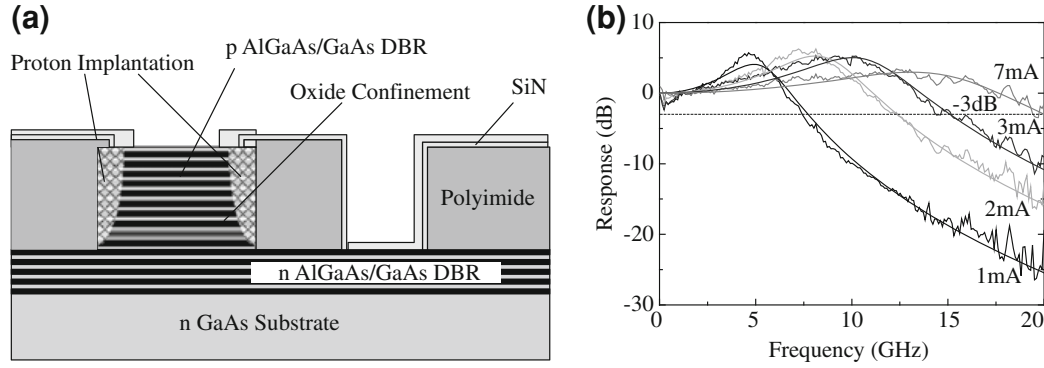 (a)
p AlGaAs/GaAs DBR
Proton Implantation
Oxide Confinement
SiN
Polyimide
n AlGaAs/GaAs DBR
n GaAs Substrate
(b)
10
0
-10
-20
-30
Response (dB)
7mA
-3dB
3mA
2mA
1mA
0
5
10
15
20
Frequency (GHz)